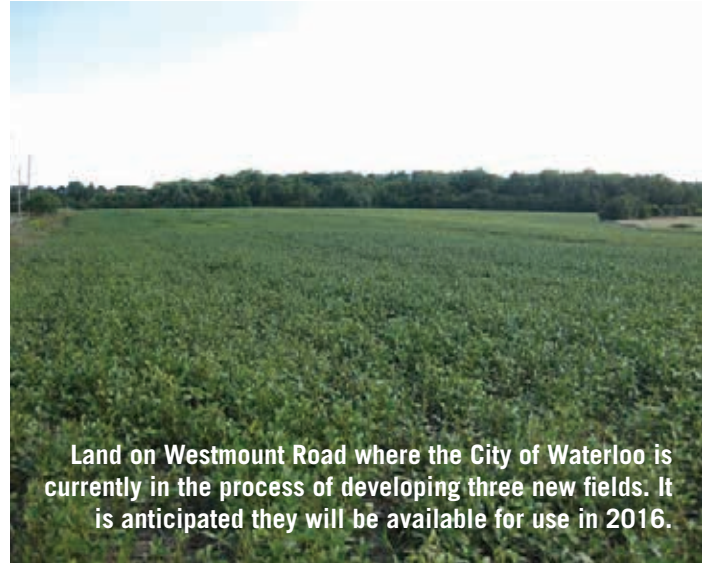 Land on Westmount Road where the City of Waterloo is
currently in the process of developing three new fields. It
is anticipated they will be available for use in 2016.